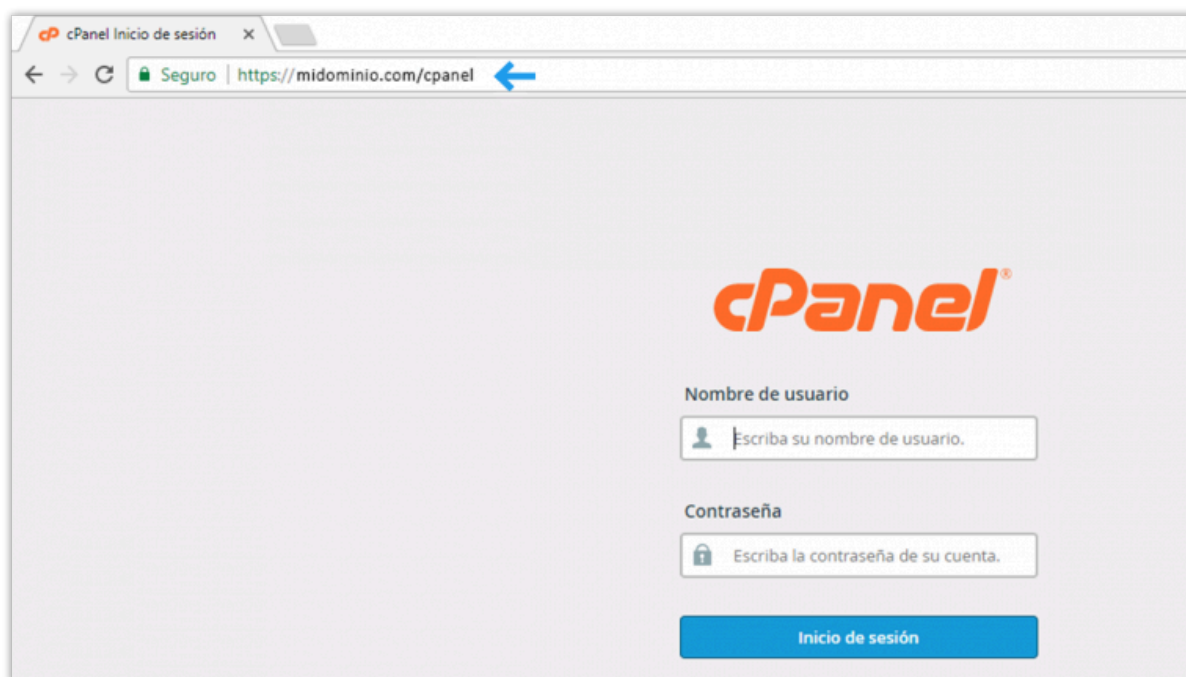 cPanel Inicio de sesión
Seguro | https://midominio.com/cpanel
cPanel®
Nombre de usuario
Escriba su nombre de usuario.
Contraseña
Escriba la contraseña de su cuenta.
Inicio de sesión